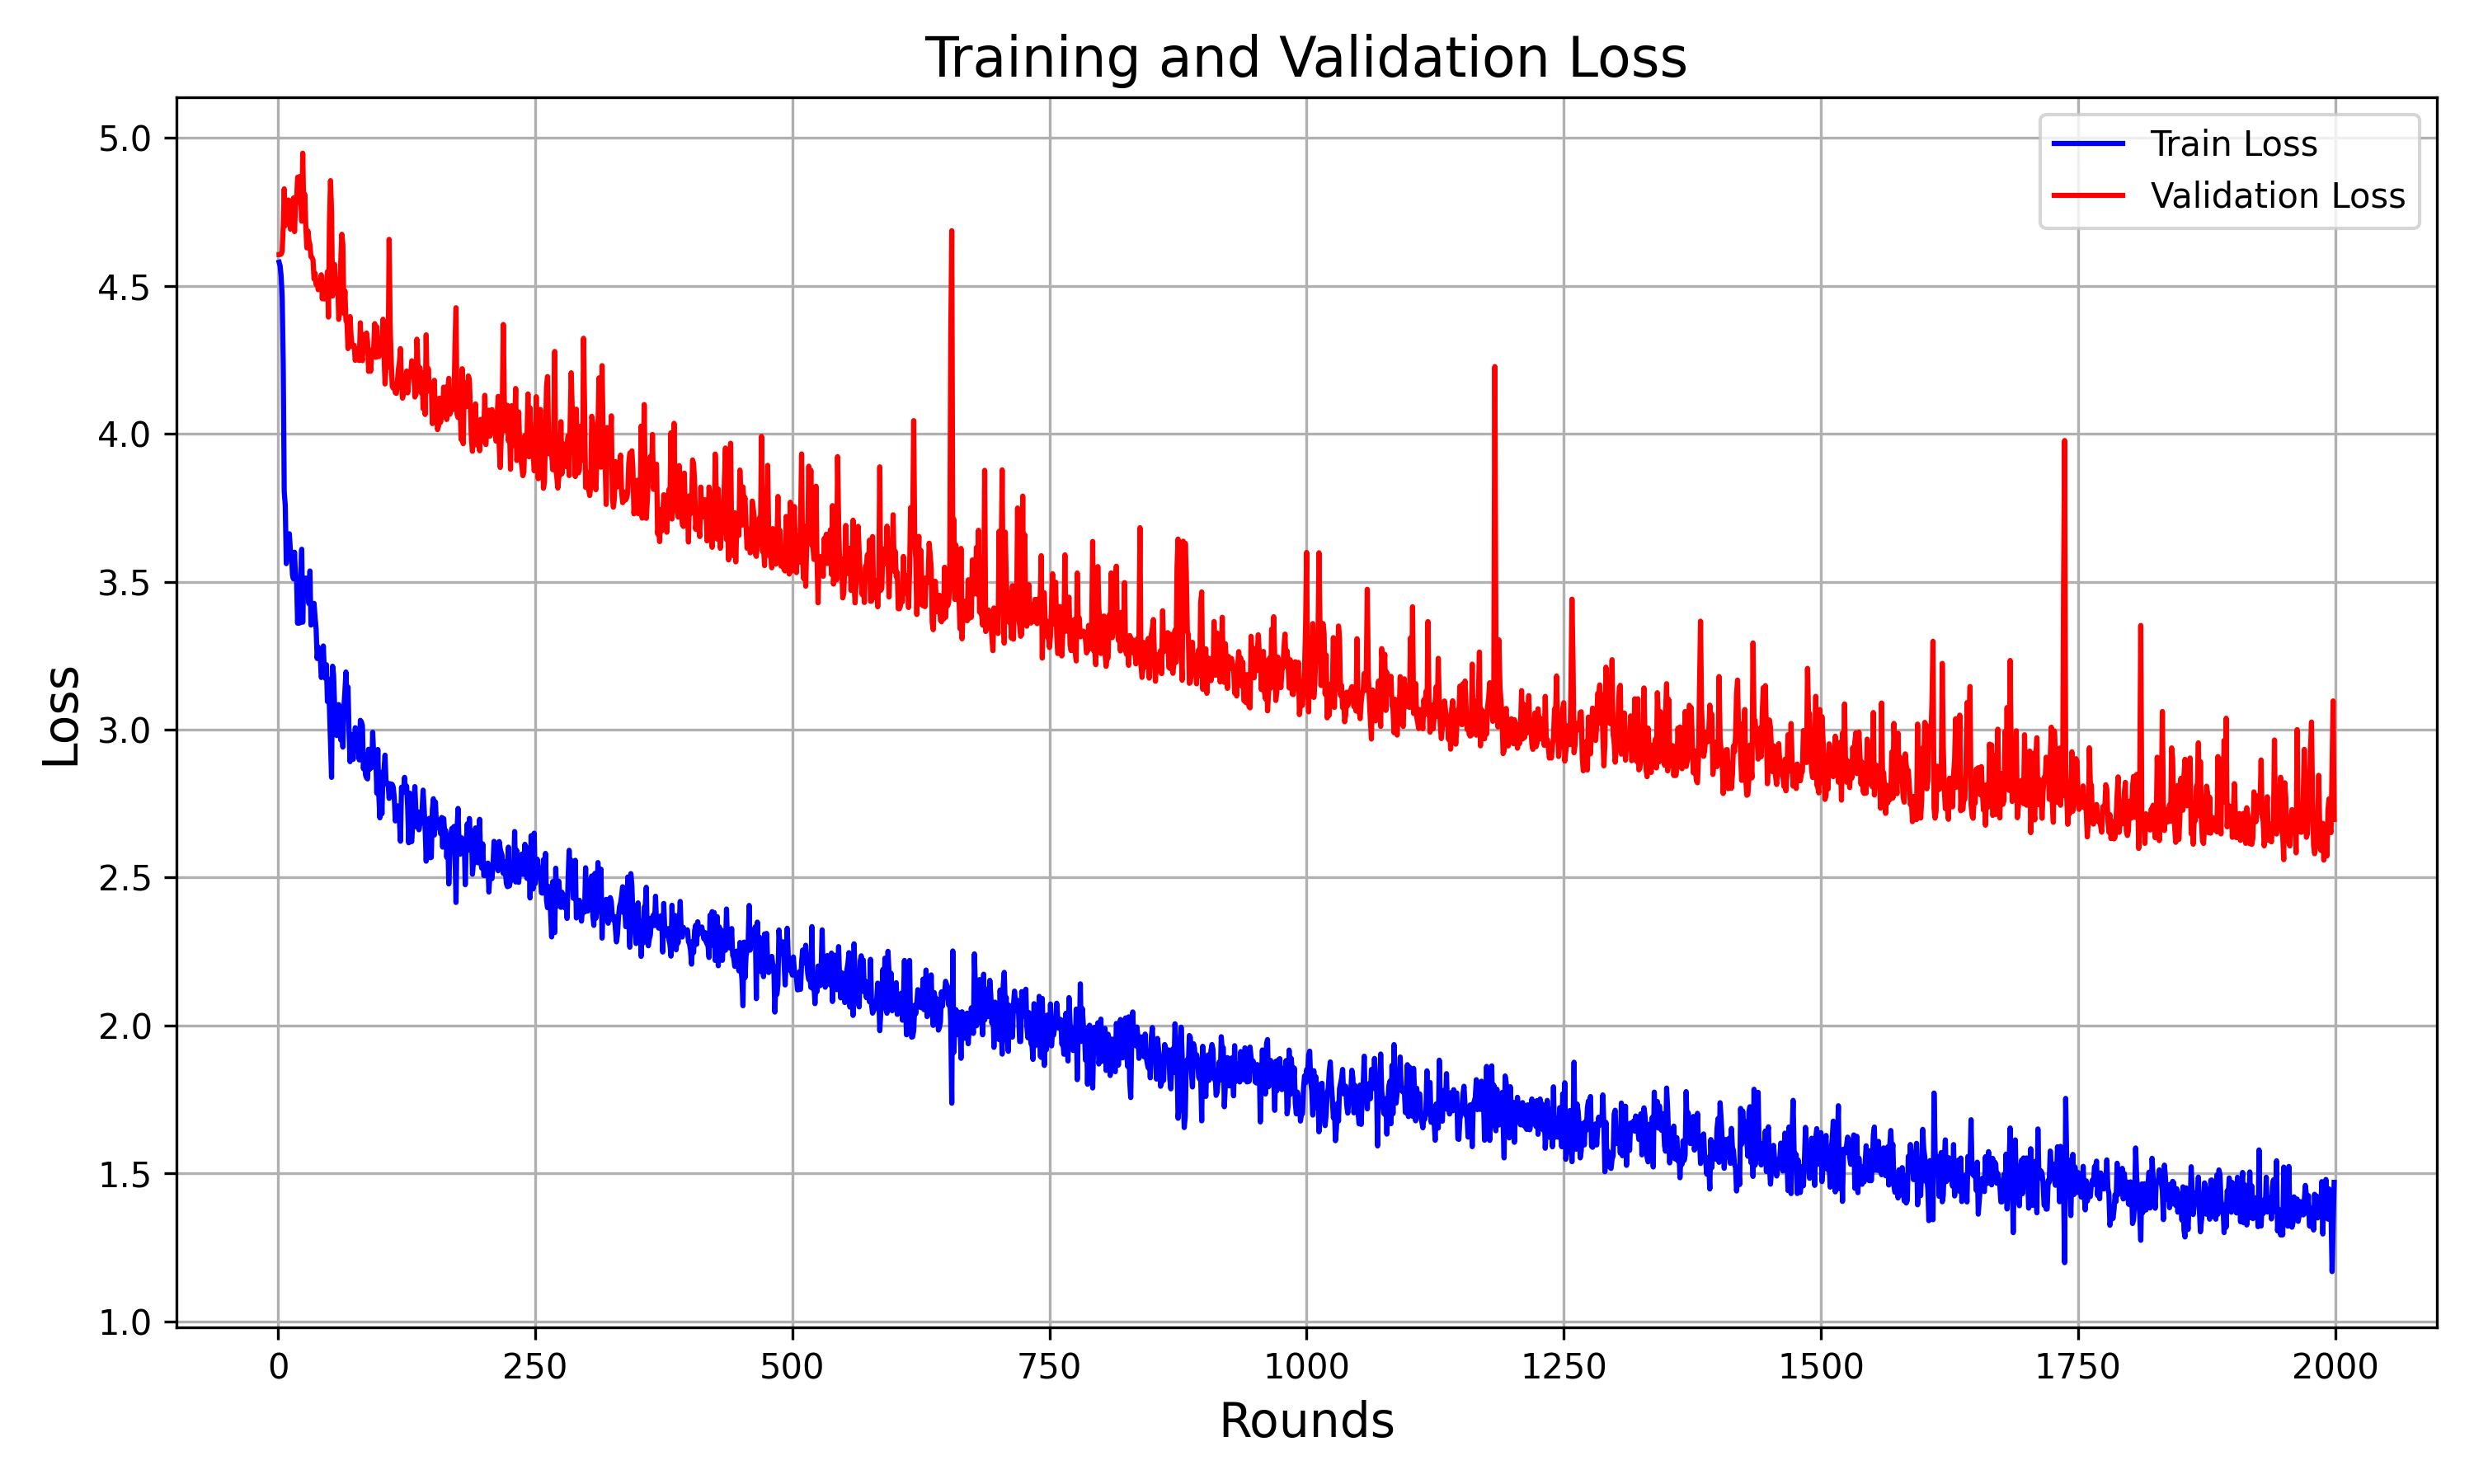 Training and Validation Loss
Train Loss
Validation Loss
5.0
4.5
4.0
3.5
3.0
2.5
2.0
1.5
1.0
Loss
0 250 500 750 1000 1250 1500 1750 2000
Rounds